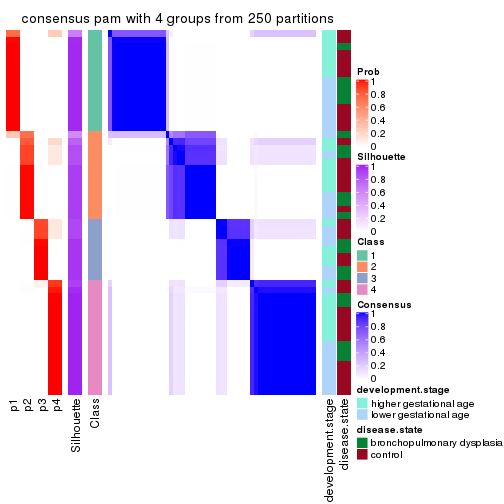 consensus pam with 4 groups from 250 partitions
Prob
1
0.8
0.6
0.4
0.2
0
Silhouette
1
0.8
0.6
0.4
0.2
0
Class
1
2
3
4
Consensus
1
0.8
0.6
0.4
0.2
0
development.stage
higher gestational age
lower gestational age
disease.state
bronchopulmonary dysplasia
control
p1
p2
p3
p4
Silhouette
Class
development.stage
disease.state